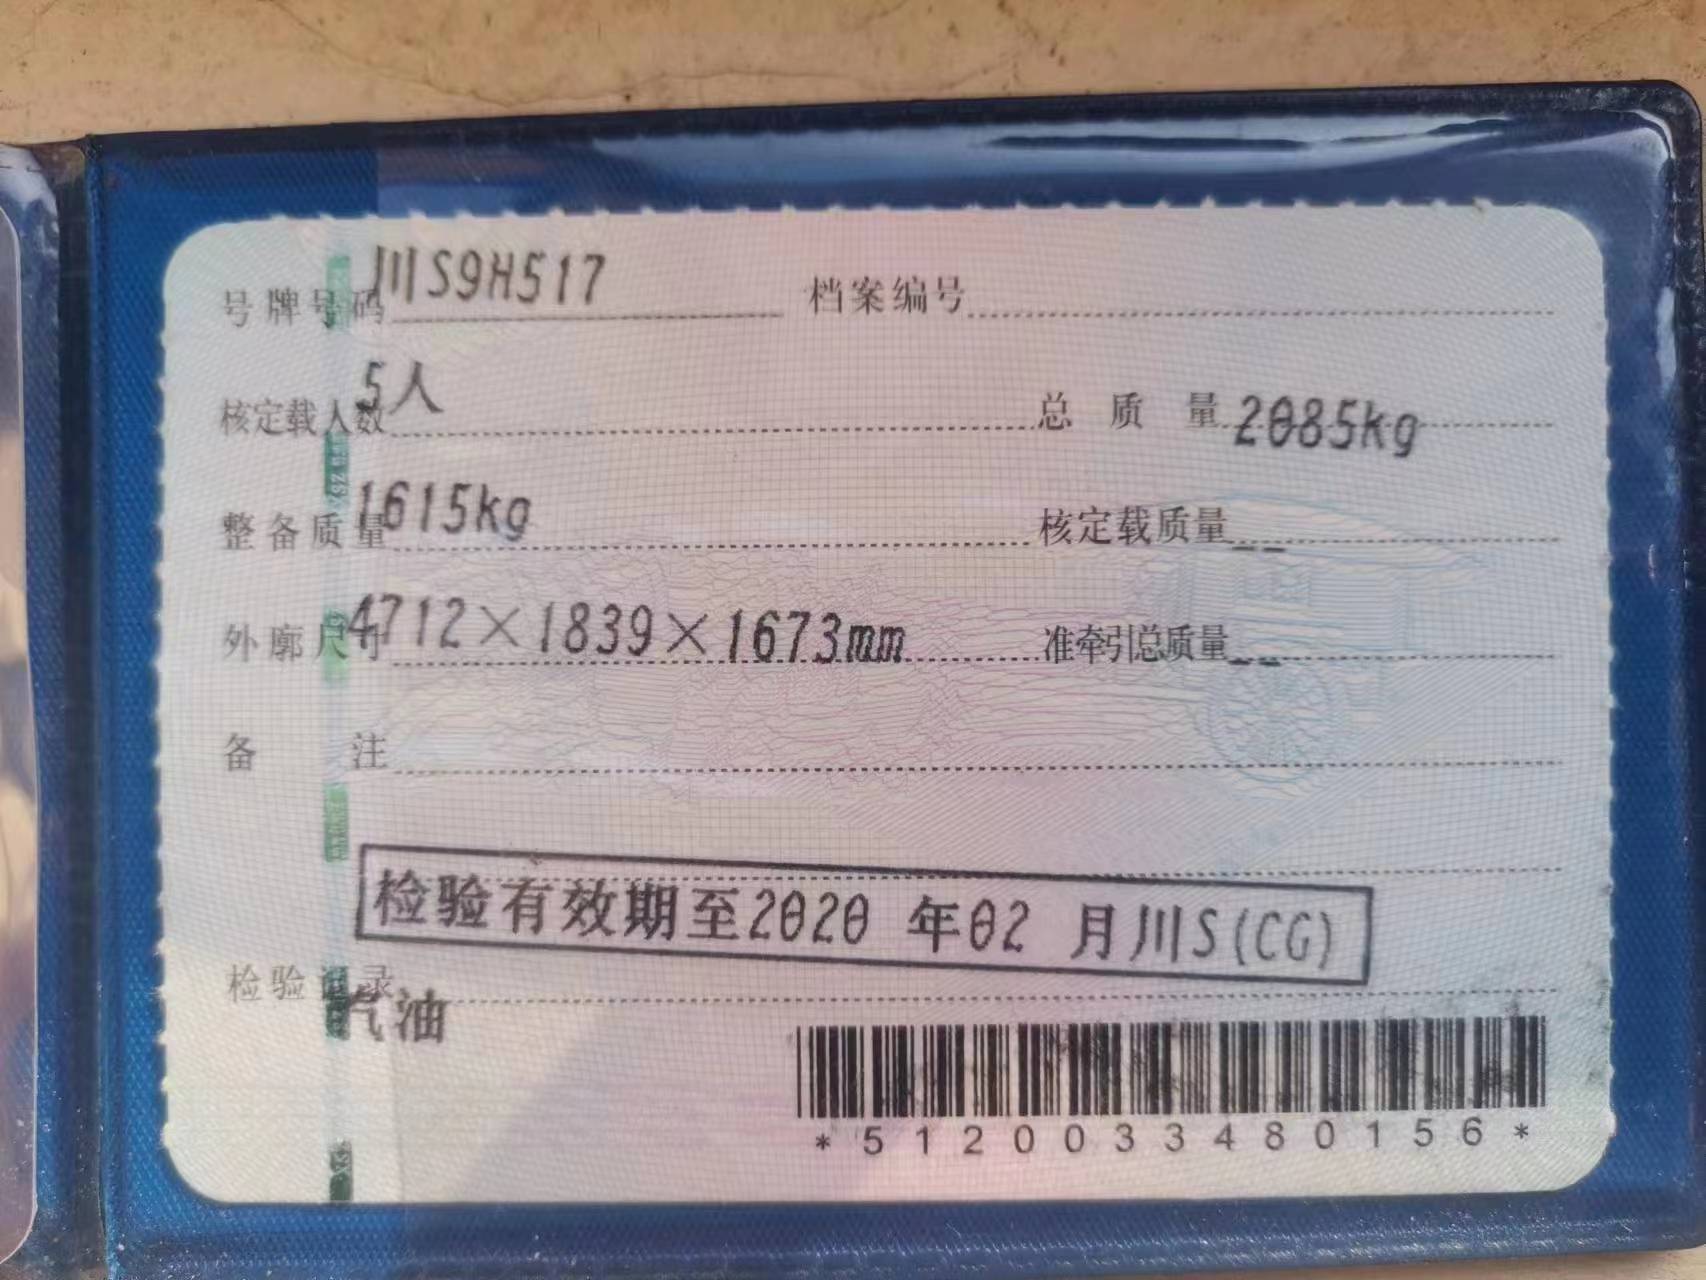 号牌号码 川S9H517 档案编号
核定载人数 5人 总质量 2085kg
整备质量 1615kg 核定载质量 --
外廓尺寸 4712×1839×1673mm 准牵引总质量 --
备注
检验有效期至2020 年02 月川S(CG)
检验记录
汽油
*5120033480156*